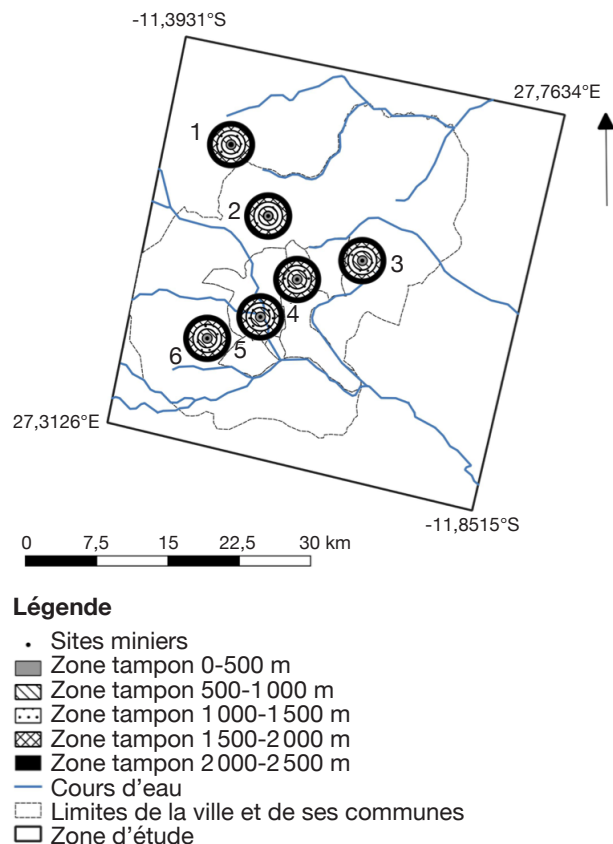 -11,3931°S
27,7634°E
1
2
3
4
5
6
27,3126°E
-11,8515°S
0 7,5 15 22,5 30 km
Légende
Sites miniers
Zone tampon 0-500 m
Zone tampon 500-1 000 m
Zone tampon 1 000-1 500 m
Zone tampon 1 500-2 000 m
Zone tampon 2 000-2 500 m
Cours d'eau
Limites de la ville et de ses communes
Zone d'étude